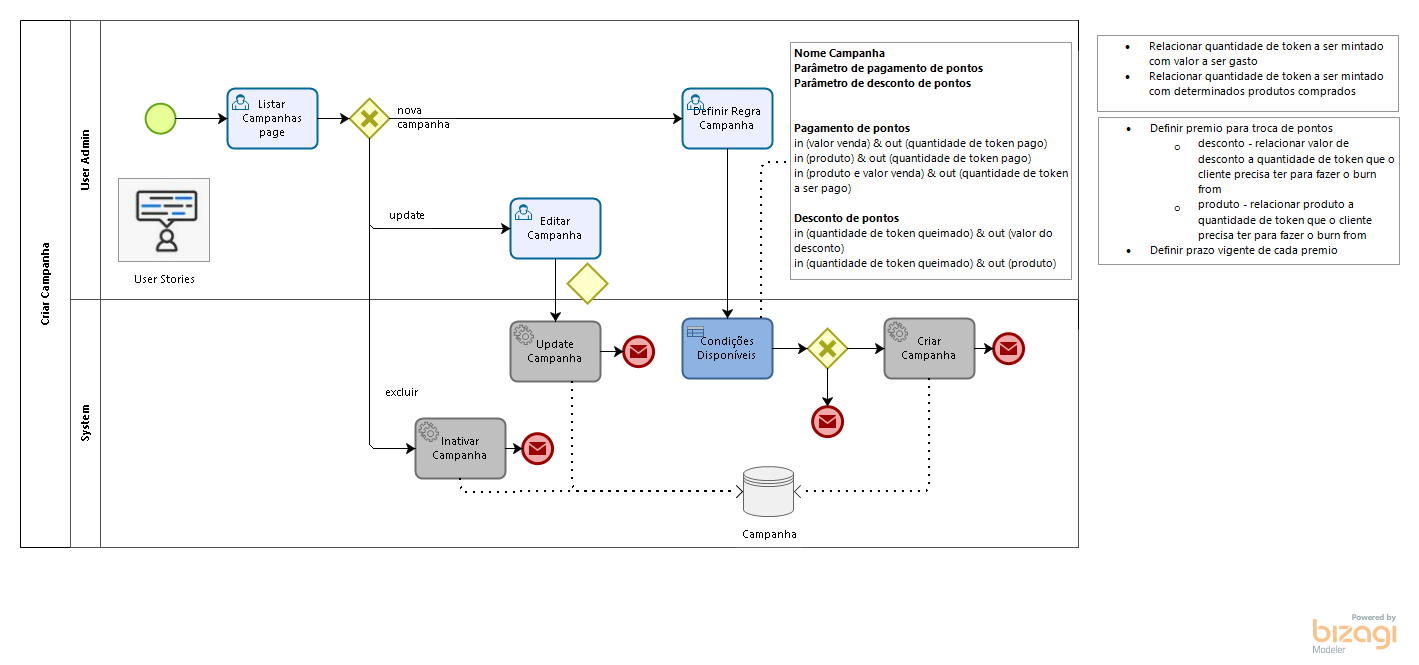 Criar Campanha
User Admin
System
Listar
Campanhas
page
nova
campanha
Definir Regra
Campanha
update
Editar
Campanha
User Stories
Nome Campanha
Parâmetro de pagamento de pontos
Parâmetro de desconto de pontos
Pagamento de pontos
in (valor venda) & out (quantidade de token pago)
in (produto) & out (quantidade de token pago)
in (produto e valor venda) & out (quantidade de token
a ser pago)
Desconto de pontos
in (quantidade de token queimado) & out (valor do
desconto)
in (quantidade de token queimado) & out (produto)
Update
Campanha
Condições
Disponíveis
Criar
Campanha
excluir
Inativar
Campanha
Campanha
• Relacionar quantidade de token a ser mintado
com valor a ser gasto
• Relacionar quantidade de token a ser mintado
com determinados produtos comprados
• Definir premio para troca de pontos
o desconto - relacionar valor de
desconto a quantidade de token que o
cliente precisa ter para fazer o burn
from
o produto - relacionar produto a
quantidade de token que o cliente
precisa ter para fazer o burn from
• Definir prazo vigente de cada premio
Powered by
bizagi
Modeler